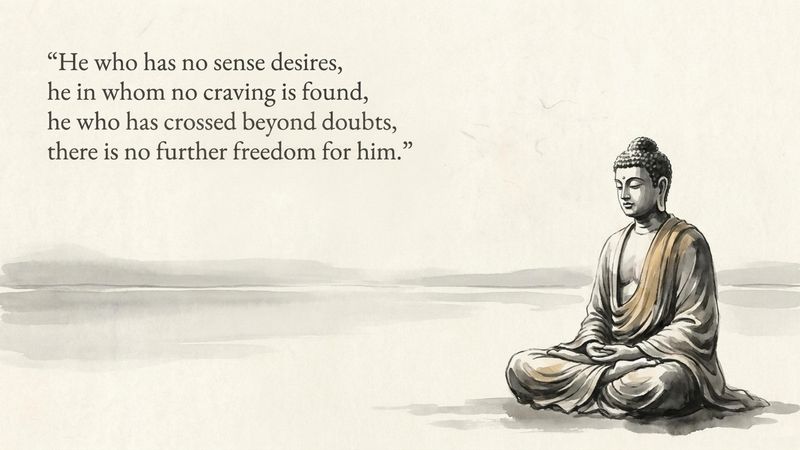 “He who has no sense desires,
he in whom no craving is found,
he who has crossed beyond doubts,
there is no further freedom for him.”